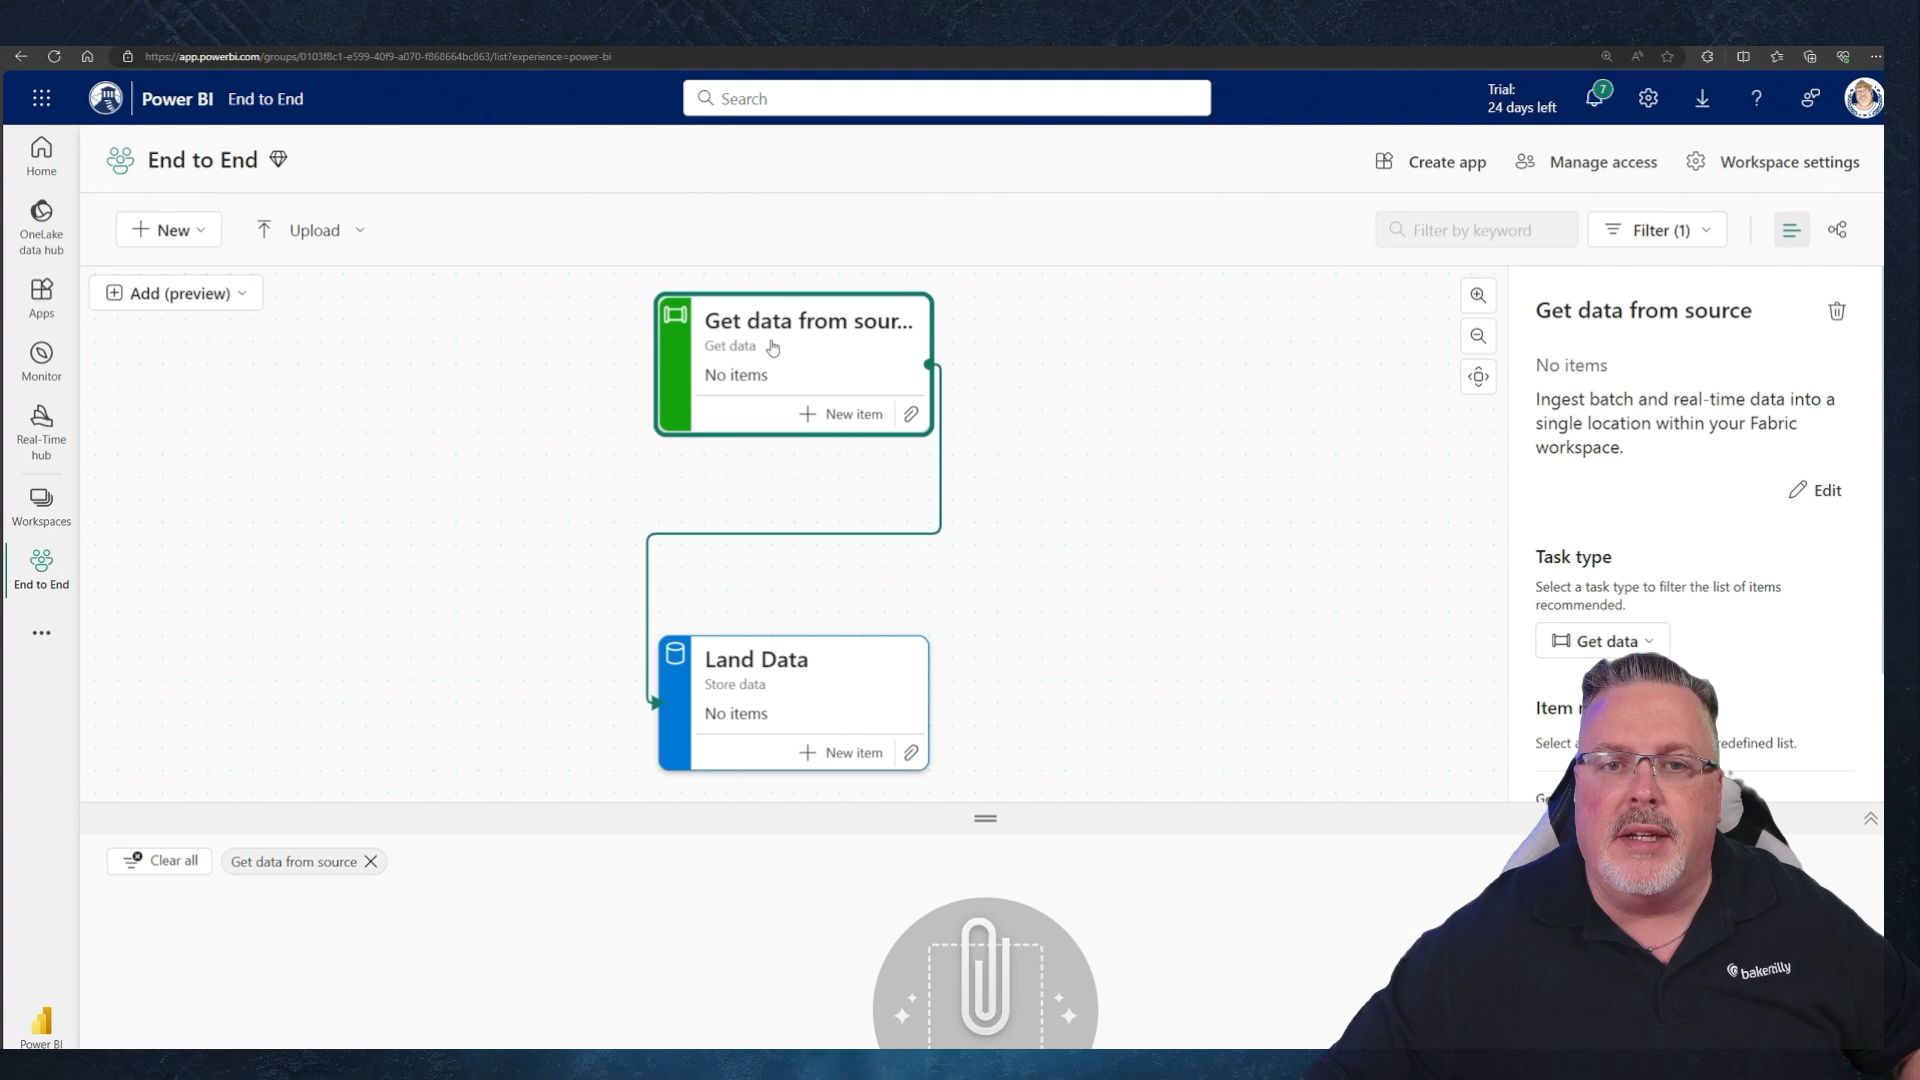 https://app.powerbi.com/groups/0103f8c1-e599-40f9-a070-f868664bc863/list?experience=power-bi
Power BI End to End
Search
Trial:
24 days left
7
Home
OneLake
data hub
Apps
Monitor
Real-Time
hub
Workspaces
End to End
Power BI
End to End
Create app
Manage access
Workspace settings
New
Upload
Filter by keyword
Filter (1)
Add (preview)
Get data from sour...
Get data
No items
New item
Land Data
Store data
No items
New item
Get data from source
No items
Ingest batch and real-time data into a
single location within your Fabric
workspace.
Edit
Task type
Select a task type to filter the list of items
recommended.
Get data
Item
Select
redefined list.
Clear all
Get data from source
bakertilly